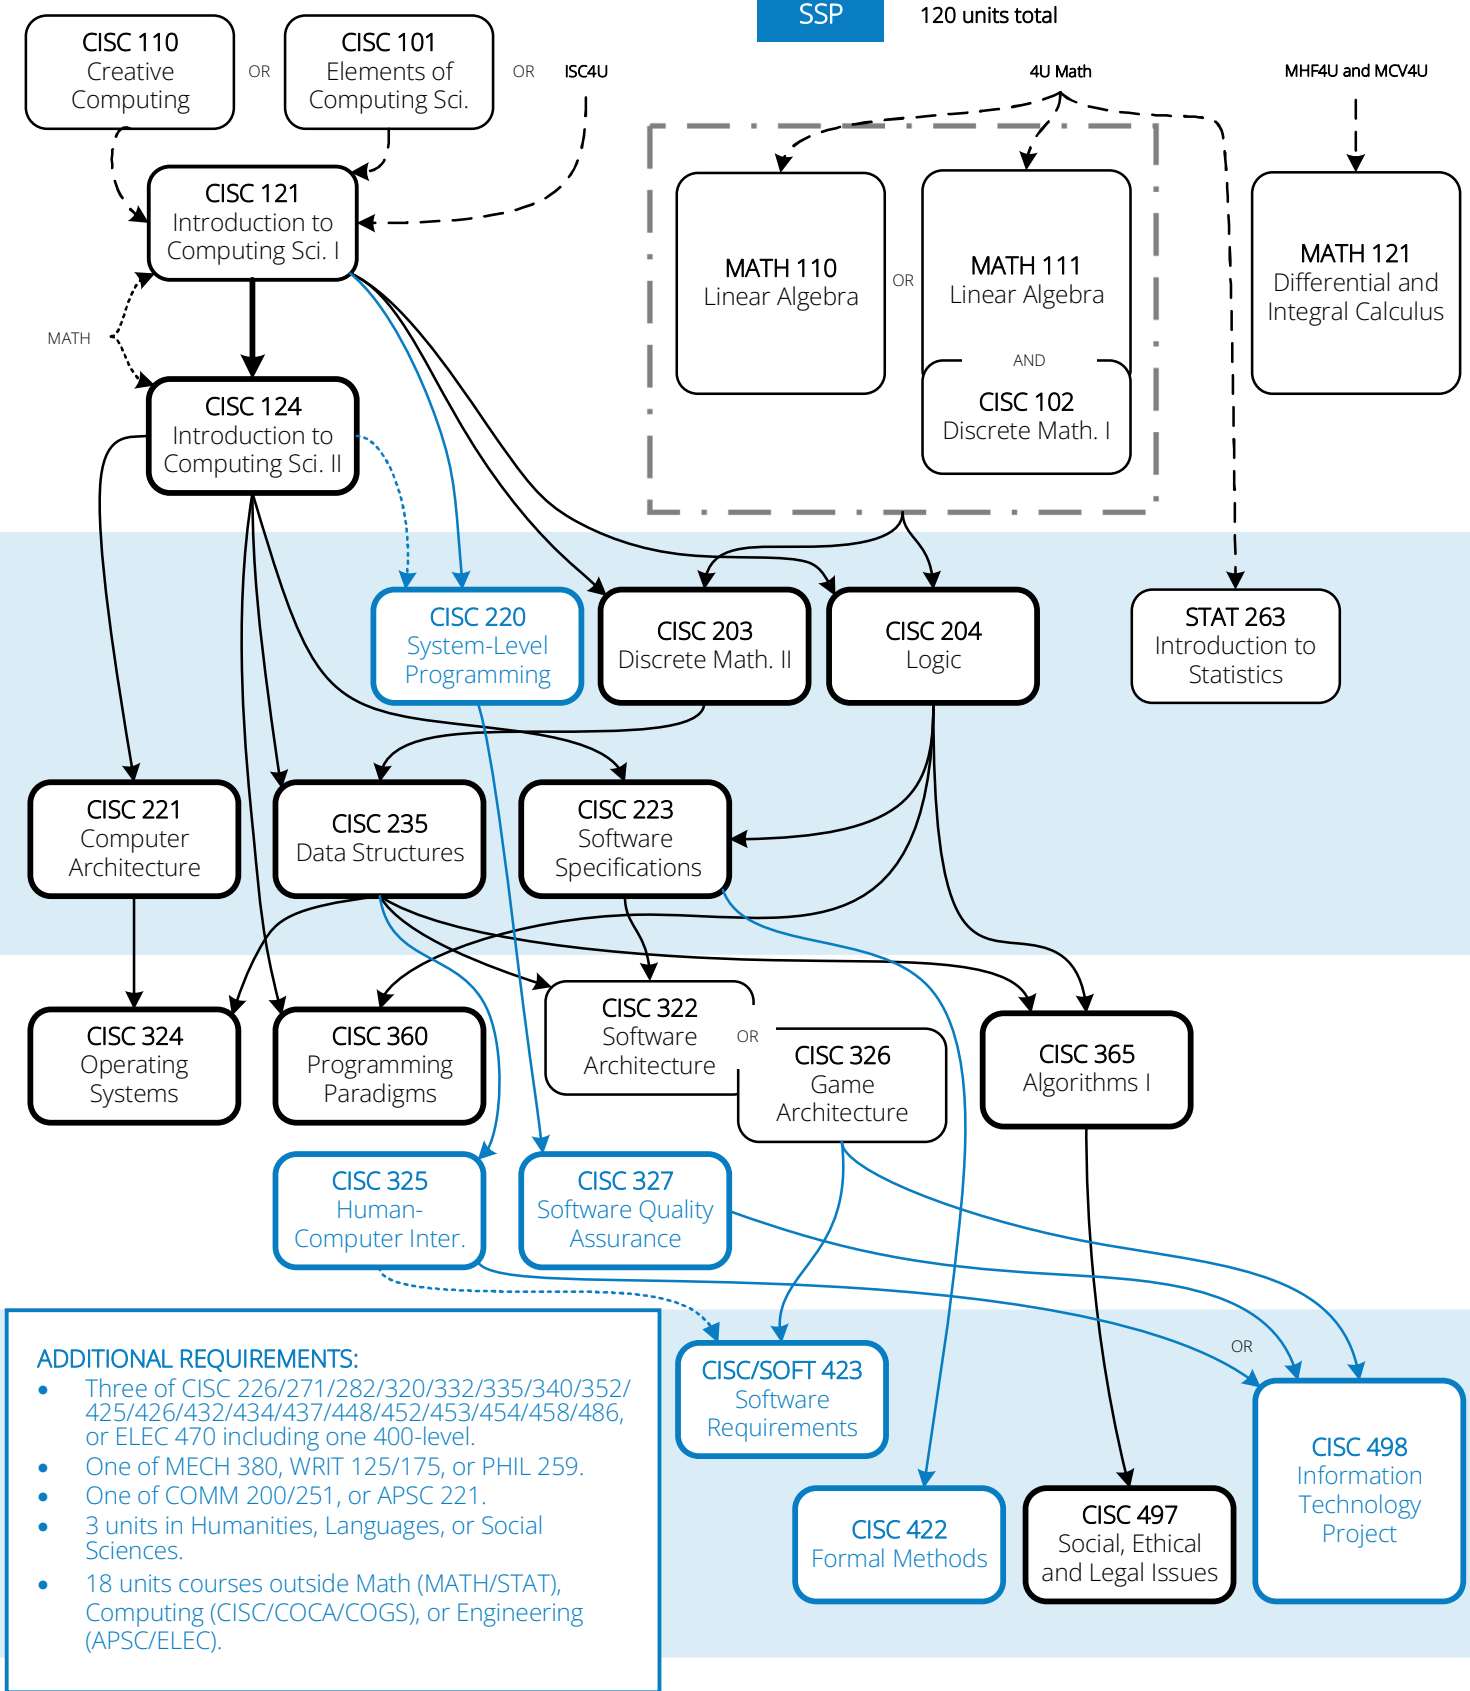 SSP
120 units total
CISC 110
Creative
Computing
OR
CISC 101
Elements of
Computing Sci.
OR
ISC4U
4U Math
MHF4U and MCV4U
CISC 121
Introduction to
Computing Sci. I
MATH
CISC 124
Introduction to
Computing Sci. II
MATH 110
Linear Algebra
OR
MATH 111
Linear Algebra
AND
CISC 102
Discrete Math. I
MATH 121
Differential and
Integral Calculus
CISC 220
System-Level
Programming
CISC 203
Discrete Math. II
CISC 204
Logic
STAT 263
Introduction to
Statistics
CISC 221
Computer
Architecture
CISC 235
Data Structures
CISC 223
Software
Specifications
CISC 324
Operating
Systems
CISC 360
Programming
Paradigms
CISC 322
Software
Architecture
OR
CISC 326
Game
Architecture
CISC 365
Algorithms I
CISC 325
Human-
Computer Inter.
CISC 327
Software Quality
Assurance
ADDITIONAL REQUIREMENTS:
• Three of CISC 226/271/282/320/332/335/340/352/
425/426/432/434/437/448/452/453/454/458/486,
or ELEC 470 including one 400-level.
• One of MECH 380, WRIT 125/175, or PHIL 259.
• One of COMM 200/251, or APSC 221.
• 3 units in Humanities, Languages, or Social
Sciences.
• 18 units courses outside Math (MATH/STAT),
Computing (CISC/COCA/COGS), or Engineering
(APSC/ELEC).
CISC/SOFT 423
Software
Requirements
OR
CISC 422
Formal Methods
CISC 497
Social, Ethical
and Legal Issues
CISC 498
Information
Technology
Project